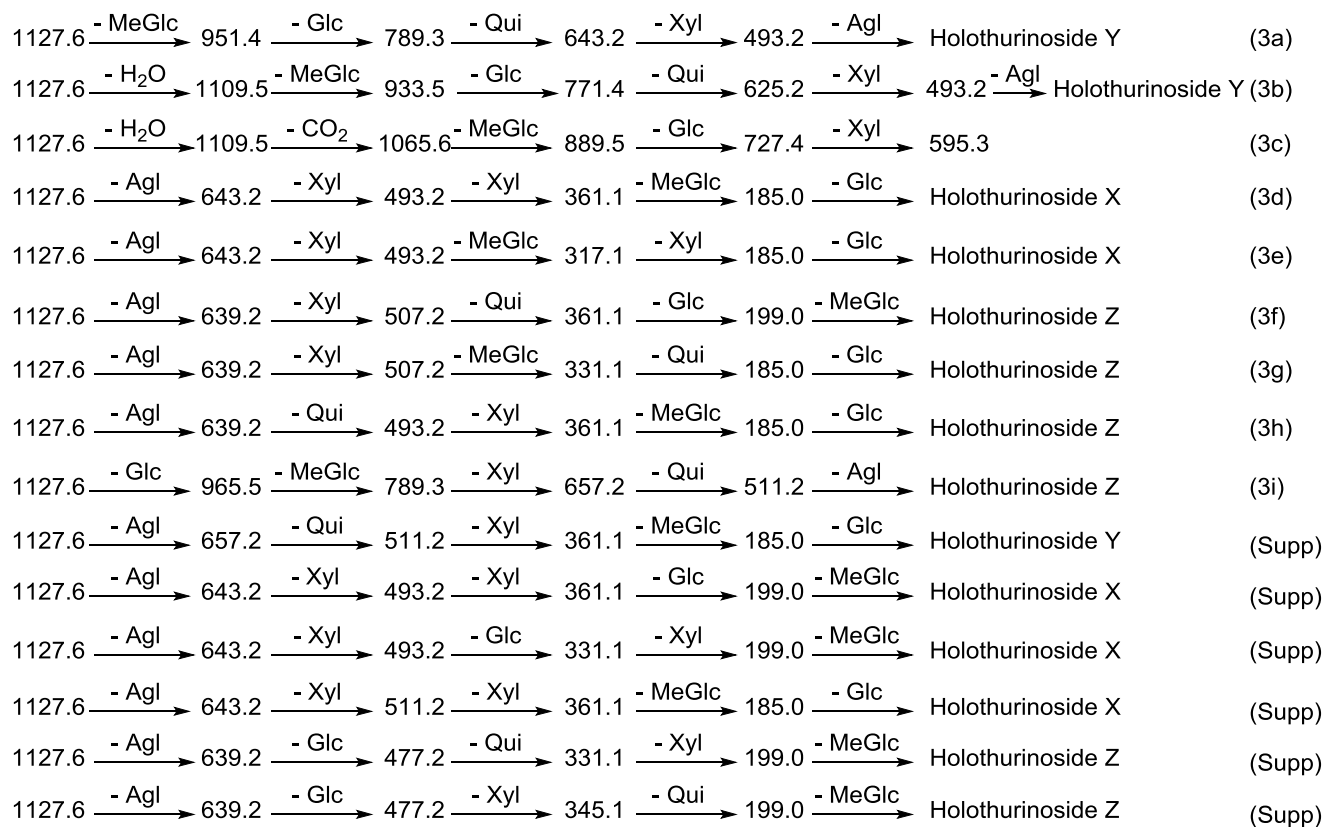 1127.6 - MeGlc 951.4 - Glc 789.3 - Qui 643.2 - Xyl 493.2 - Agl Holothurinoside Y (3a)
1127.6 - H2O 1109.5 - MeGlc 933.5 - Glc 771.4 - Qui 625.2 - Xyl 493.2 - Agl Holothurinoside Y (3b)
1127.6 - H2O 1109.5 - CO2 1065.6 - MeGlc 889.5 - Glc 727.4 - Xyl 595.3 (3c)
1127.6 - Agl 643.2 - Xyl 493.2 - Xyl 361.1 - MeGlc 185.0 - Glc Holothurinoside X (3d)
1127.6 - Agl 643.2 - Xyl 493.2 - MeGlc 317.1 - Xyl 185.0 - Glc Holothurinoside X (3e)
1127.6 - Agl 639.2 - Xyl 507.2 - Qui 361.1 - Glc 199.0 - MeGlc Holothurinoside Z (3f)
1127.6 - Agl 639.2 - Xyl 507.2 - MeGlc 331.1 - Qui 185.0 - Glc Holothurinoside Z (3g)
1127.6 - Agl 639.2 - Qui 493.2 - Xyl 361.1 - MeGlc 185.0 - Glc Holothurinoside Z (3h)
1127.6 - Glc 965.5 - MeGlc 789.3 - Xyl 657.2 - Qui 511.2 - Agl Holothurinoside Z (3i)
1127.6 - Agl 657.2 - Qui 511.2 - Xyl 361.1 - MeGlc 185.0 - Glc Holothurinoside Y (Supp)
1127.6 - Agl 643.2 - Xyl 493.2 - Xyl 361.1 - Glc 199.0 - MeGlc Holothurinoside X (Supp)
1127.6 - Agl 643.2 - Xyl 493.2 - Glc 331.1 - Xyl 199.0 - MeGlc Holothurinoside X (Supp)
1127.6 - Agl 643.2 - Xyl 511.2 - Xyl 361.1 - MeGlc 185.0 - Glc Holothurinoside X (Supp)
1127.6 - Agl 639.2 - Glc 477.2 - Qui 331.1 - Xyl 199.0 - MeGlc Holothurinoside Z (Supp)
1127.6 - Agl 639.2 - Glc 477.2 - Xyl 345.1 - Qui 199.0 - MeGlc Holothurinoside Z (Supp)